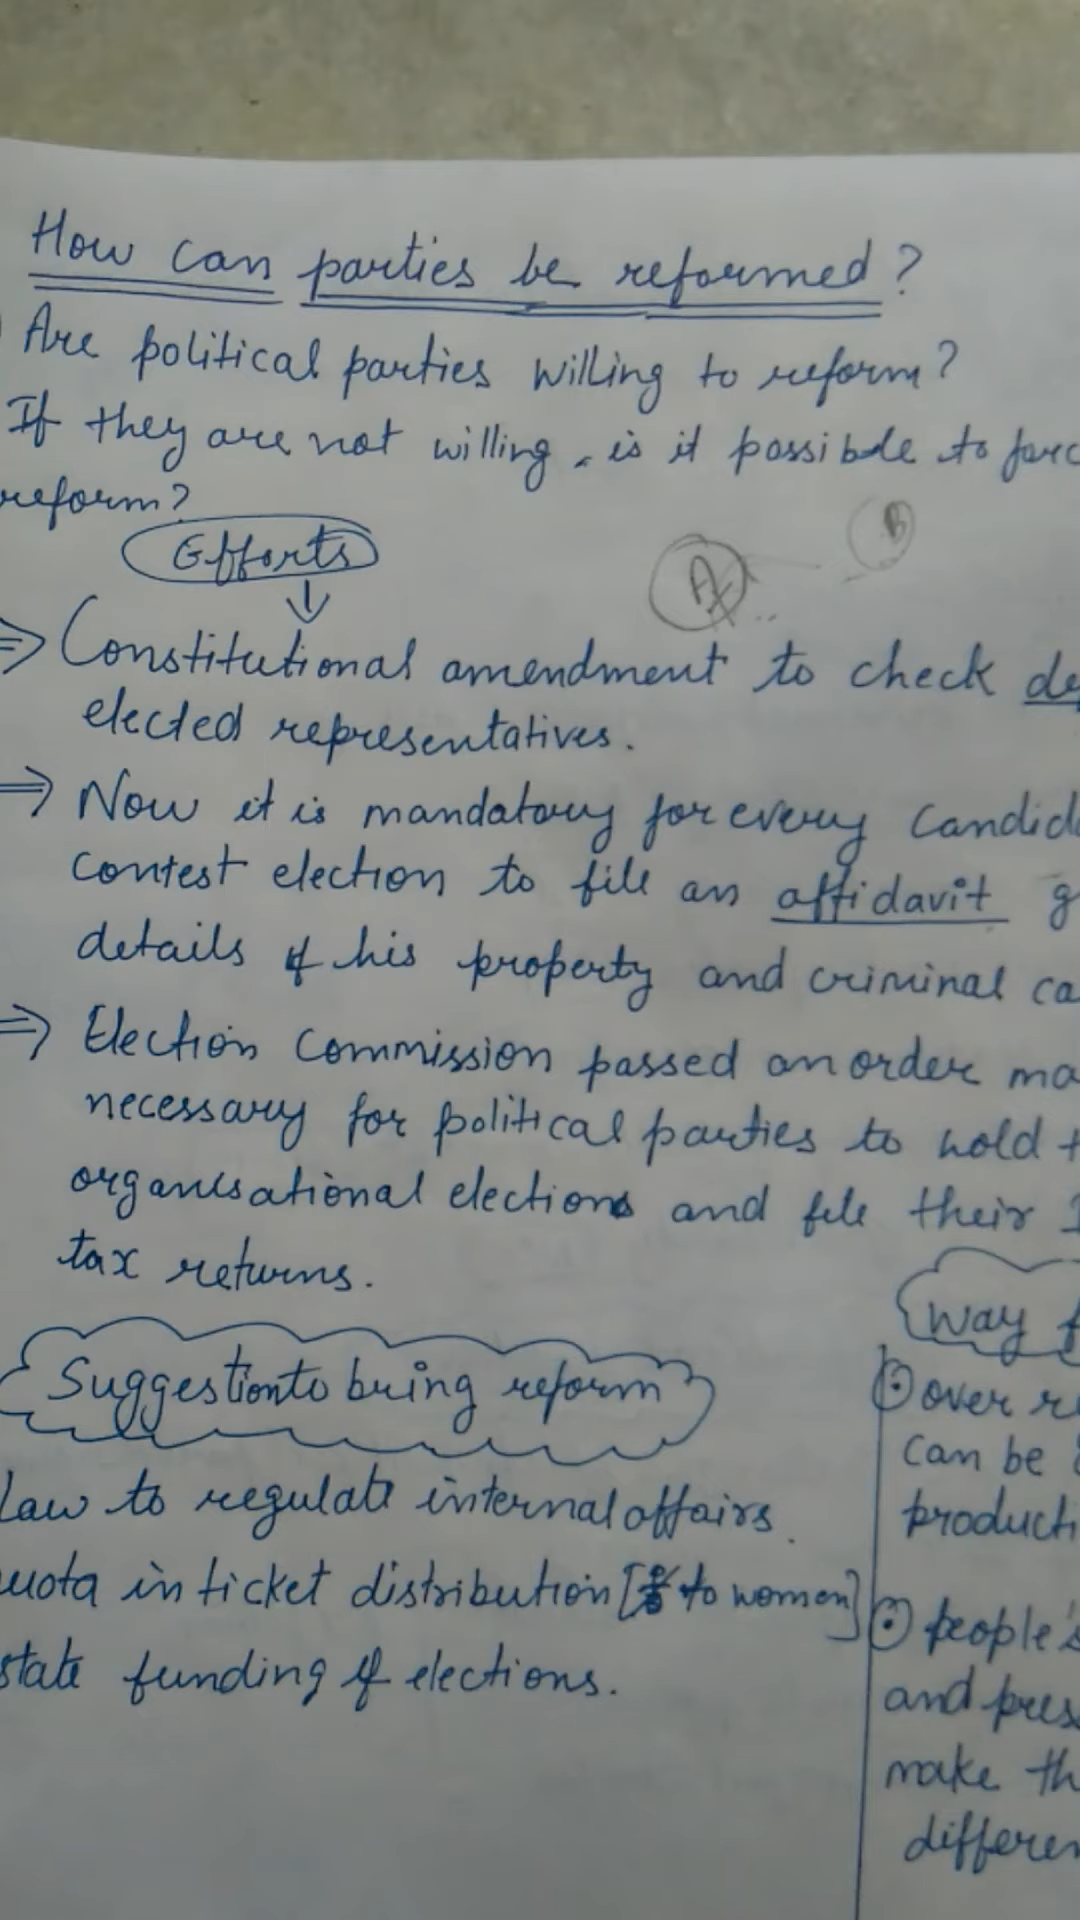 How can parties be reformed?
Are political parties willing to reform?
If they are not willing, is it possible to forc
reform?
Efforts
A
B
Constitutional amendment to check de
elected representatives.
Now it is mandatory for every candid
contest election to file an affidavit g
details of his property and criminal ca
Election Commission passed an order ma
necessary for political parties to hold t
organisational elections and file their I
tax returns.
Suggestion to bring reform
Law to regulate internal affairs.
uota in ticket distribution [to women]
state funding of elections.
Way f
over re
can be
producti
people's
and pres
make th
differen